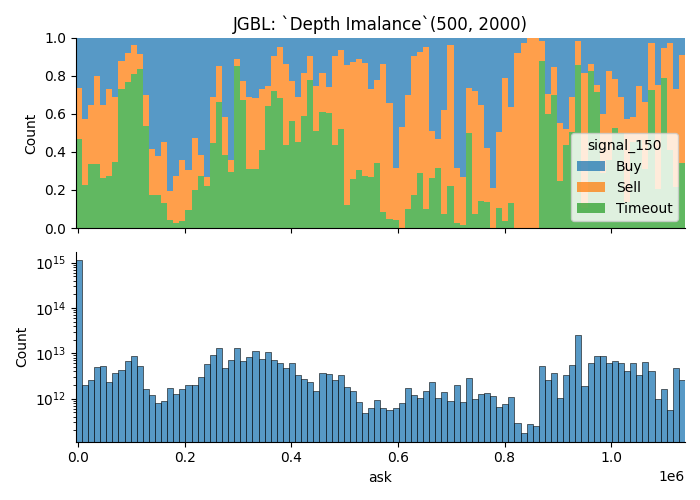 JGBL: `Depth Imalance`(500, 2000)
1.0
0.8
0.6
0.4
0.2
0.0
Count
signal_150
Buy
Sell
Timeout
10^15
10^14
10^13
10^12
Count
0.0 0.2 0.4 0.6 0.8 1.0
1e6
ask